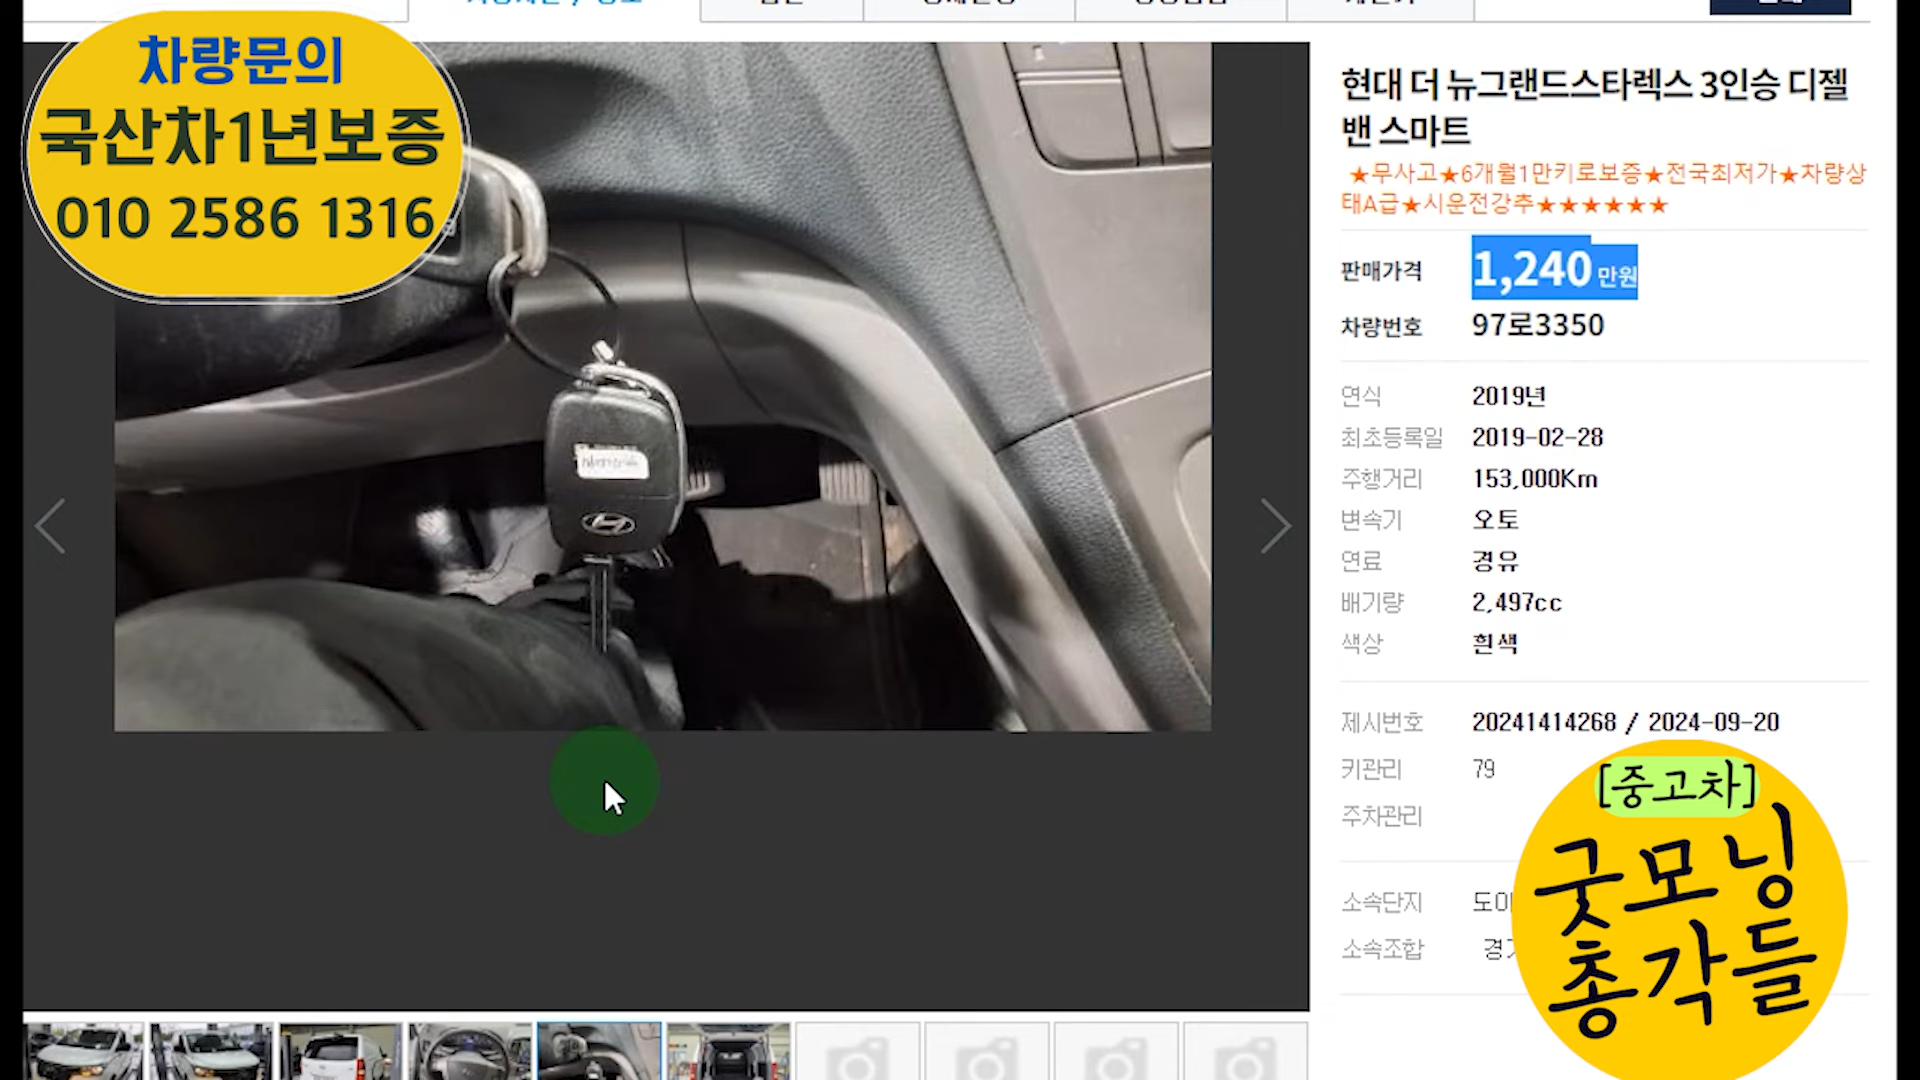 차량문의
국산차1년보증
010 2586 1316
현대 더 뉴그랜드스타렉스 3인승 디젤
밴 스마트
★무사고★6개월1만키로보증★전국최저가★차량상
태A급★시운전강추★★★★★★
판매가격 1,240 만원
차량번호 97로3350
연식 2019년
최초등록일 2019-02-28
주행거리 153,000Km
변속기 오토
연료 경유
배기량 2,497cc
색상 흰색
제시번호 20241414268 / 2024-09-20
키관리 79
주차관리
소속단지
소속조합
[중고차]
굿모닝
총각들